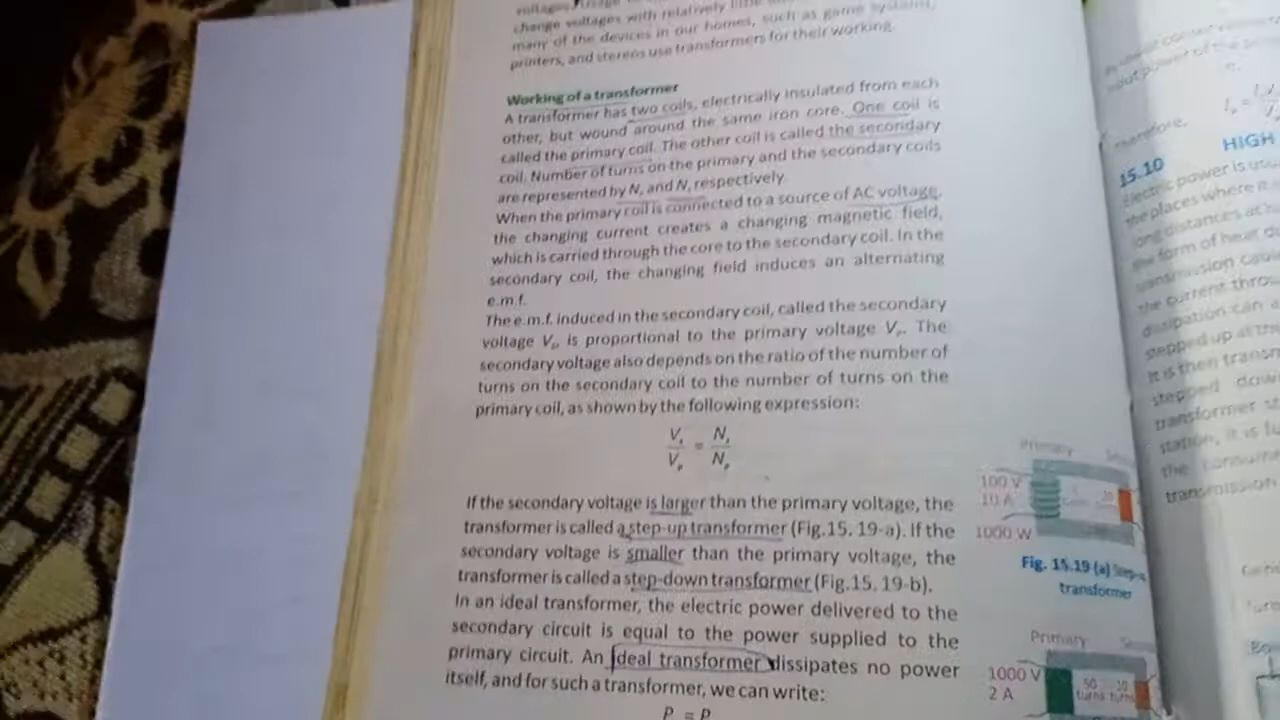 change voltages with relatively
many of the devices in our homes, such as game systems,
printers, and stereos use transformers for their working.
Working of a transformer
A transformer has two coils, electrically insulated from each
other, but wound around the same iron core. One coil is
called the primary coil. The other coil is called the secondary
coil. Number of turns on the primary and the secondary coils
are represented by N, and N, respectively.
When the primary coil is connected to a source of AC voltage,
the changing current creates a changing magnetic field,
which is carried through the core to the secondary coil. In the
secondary coil, the changing field induces an alternating
e.m.f.
The e.m.f. induced in the secondary coil, called the secondary
voltage V, is proportional to the primary voltage V. The
secondary voltage also depends on the ratio of the number of
turns on the secondary coil to the number of turns on the
primary coil, as shown by the following expression:
Vs/Vp = Ns/Np
If the secondary voltage is larger than the primary voltage, the
transformer is called a step-up transformer (Fig.15. 19-a). If the
secondary voltage is smaller than the primary voltage, the
transformer is called a step-down transformer (Fig.15. 19-b).
In an ideal transformer, the electric power delivered to the
secondary circuit is equal to the power supplied to the
primary circuit. An ideal transformer dissipates no power
itself, and for such a transformer, we can write:
P = P
Primary
100 V
10 A
1000 W
Fig. 15.19 (a)
transformer
Primary
1000 V
2 A
50 10
turns turns
Therefore,
15.10 HIGH
Electric power is
the places where
long distances
form of heat
the current
dissipation can
stepped up at the
It is then
stepped
transformer
station, it is
the
transmission